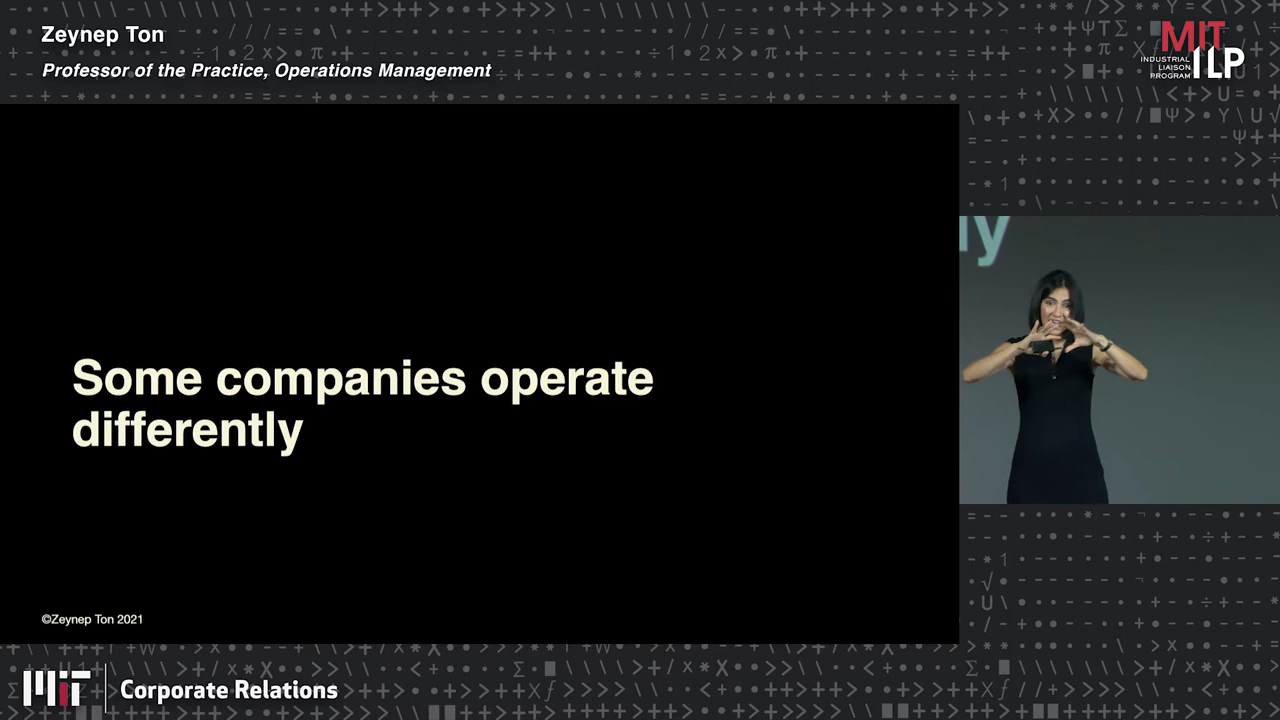 Zeynep Ton
Professor of the Practice, Operations Management
MIT
INDUSTRIAL
LIAISON
PROGRAM
ILP
Some companies operate
differently
©Zeynep Ton 2021
MIT
Corporate Relations